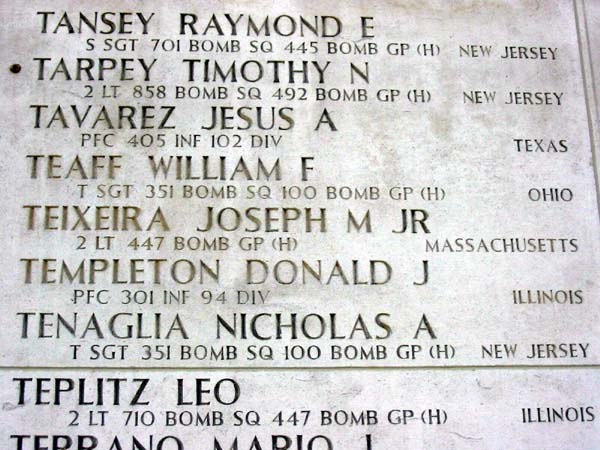 TANSEY RAYMOND E
S SGT 701 BOMB SQ 445 BOMB GP (H) NEW JERSEY
TARPEY TIMOTHY N
2 LT 858 BOMB SQ 492 BOMB GP (H) NEW JERSEY
TAVAREZ JESUS A
PFC 405 INF 102 DIV TEXAS
TEAFF WILLIAM F
T SGT 351 BOMB SQ 100 BOMB GP (H) OHIO
TEIXEIRA JOSEPH M JR
2 LT 447 BOMB GP (H) MASSACHUSETTS
TEMPLETON DONALD J
PFC 301 INF 94 DIV ILLINOIS
TENAGLIA NICHOLAS A
T SGT 351 BOMB SQ 100 BOMB GP (H) NEW JERSEY
TEPLITZ LEO
2 LT 710 BOMB SQ 447 BOMB GP (H) ILLINOIS
TERRANO MARIO J